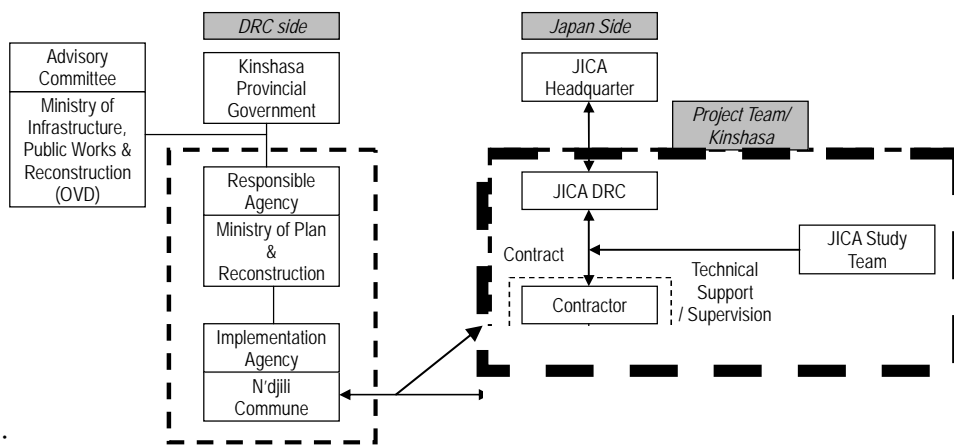 DRC side
Japan Side
Advisory
Committee
Ministry of
Infrastructure,
Public Works &
Reconstruction
(OVD)
Kinshasa
Provincial
Government
JICA
Headquarter
Project Team/
Kinshasa
Responsible
Agency
Ministry of Plan
&
Reconstruction
JICA DRC
Contract
JICA Study
Team
Technical
Support
/ Supervision
Contractor
Implementation
Agency
N'djili
Commune
.